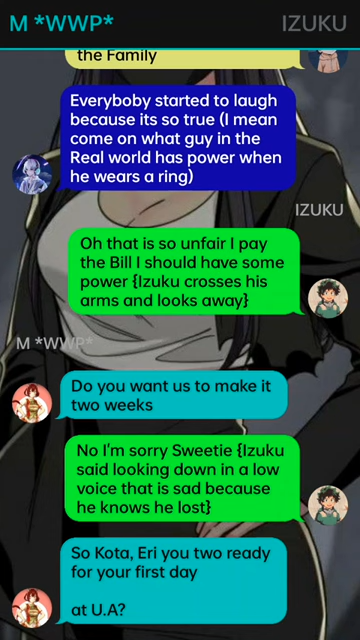 M *WWP*
IZUKU
the Family
Everyboby started to laugh
because its so true (I mean
come on what guy in the
Real world has power when
he wears a ring)
IZUKU
Oh that is so unfair I pay
the Bill I should have some
power {Izuku crosses his
arms and looks away}
M *WWP*
Do you want us to make it
two weeks
No I'm sorry Sweetie {Izuku
said looking down in a low
voice that is sad because
he knows he lost}
So Kota, Eri you two ready
for your first day
at U.A?